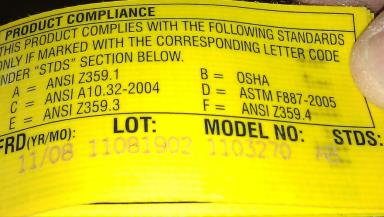 PRODUCT COMPLIANCE
THIS PRODUCT COMPLIES WITH THE FOLLOWING STANDARDS
ONLY IF MARKED WITH THE CORRESPONDING LETTER CODE
UNDER "STDS" SECTION BELOW.
A = ANSI Z359.1 B = OSHA
C = ANSI A10.32-2004 D = ASTM F887-2005
E = ANSI Z359.3 F = ANSI Z359.4
FRD(YR/MO): LOT: MODEL NO: STDS:
11/08 11081902 1103270